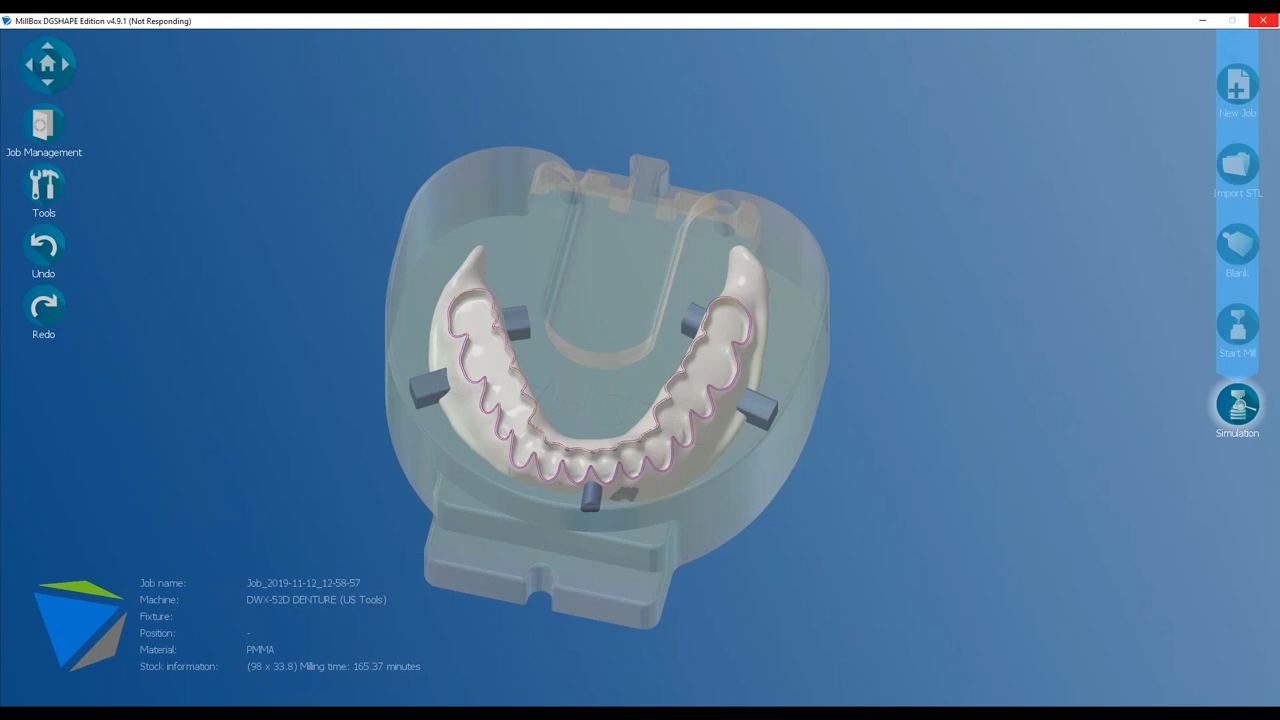 MillBox DGSHAPE Edition v4.9.1 (Not Responding)
Job Management
Tools
Undo
Redo
New Job
Import STL
Blank
Start Mill
Simulation
Job name: Job_2019-11-12_12-58-57
Machine: DWX-52D DENTURE (US Tools)
Fixture:
Position: -
Material: PMMA
Stock information: (98 x 33.8) Milling time: 165.37 minutes